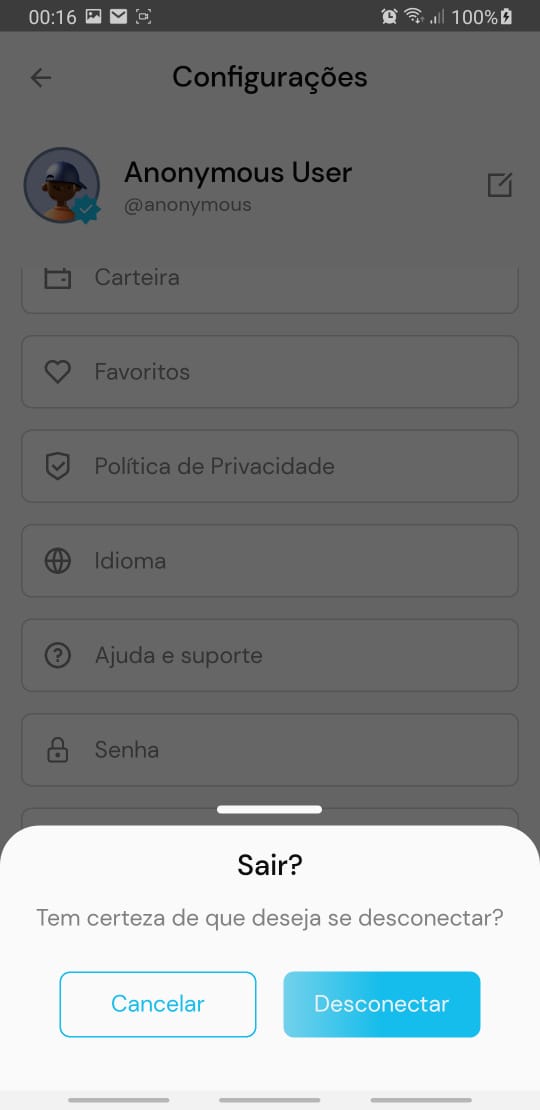 00:16
100%
Configurações
Anonymous User
@anonymous
Carteira
Favoritos
Política de Privacidade
Idioma
Ajuda e suporte
Senha
Sair?
Tem certeza de que deseja se desconectar?
Cancelar
Desconectar